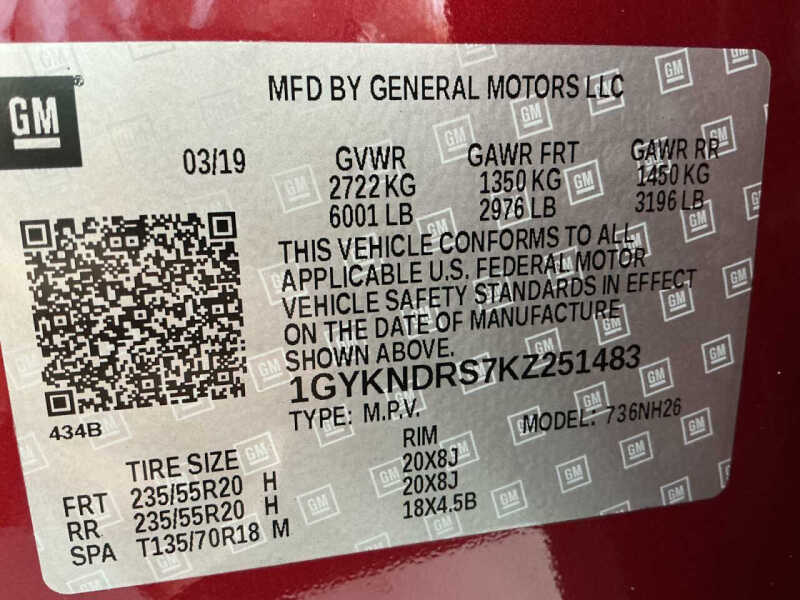 GM
MFD BY GENERAL MOTORS LLC
03/19 GVWR GAWR FRT GAWR RR
2722 KG 1350 KG 1450 KG
6001 LB 2976 LB 3196 LB
THIS VEHICLE CONFORMS TO ALL
APPLICABLE U.S. FEDERAL MOTOR
VEHICLE SAFETY STANDARDS IN EFFECT
ON THE DATE OF MANUFACTURE
SHOWN ABOVE.
1GYKNDRS7KZ251483
434B
TYPE: M.P.V. MODEL: 736NH26
TIRE SIZE RIM
FRT 235/55R20 H 20X8J
RR 235/55R20 H 20X8J
SPA T135/70R18 M 18X4.5B